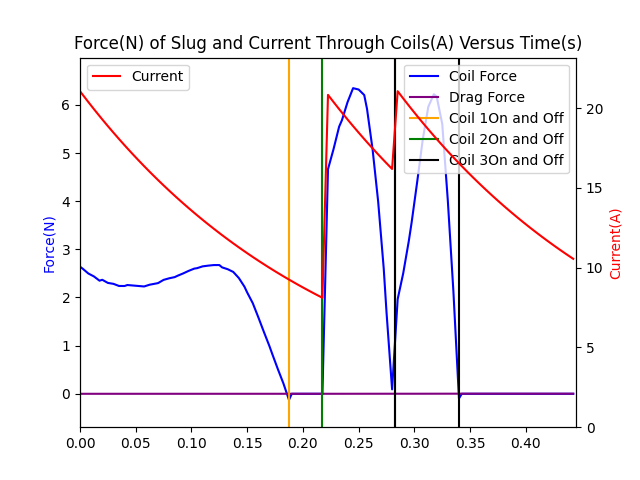 Force(N) of Slug and Current Through Coils(A) Versus Time(s)
Current
Coil Force
Drag Force
Coil 1On and Off
Coil 2On and Off
Coil 3On and Off
Force(N)
6
5
4
3
2
1
0
Current(A)
20
15
10
5
0
0.00 0.05 0.10 0.15 0.20 0.25 0.30 0.35 0.40